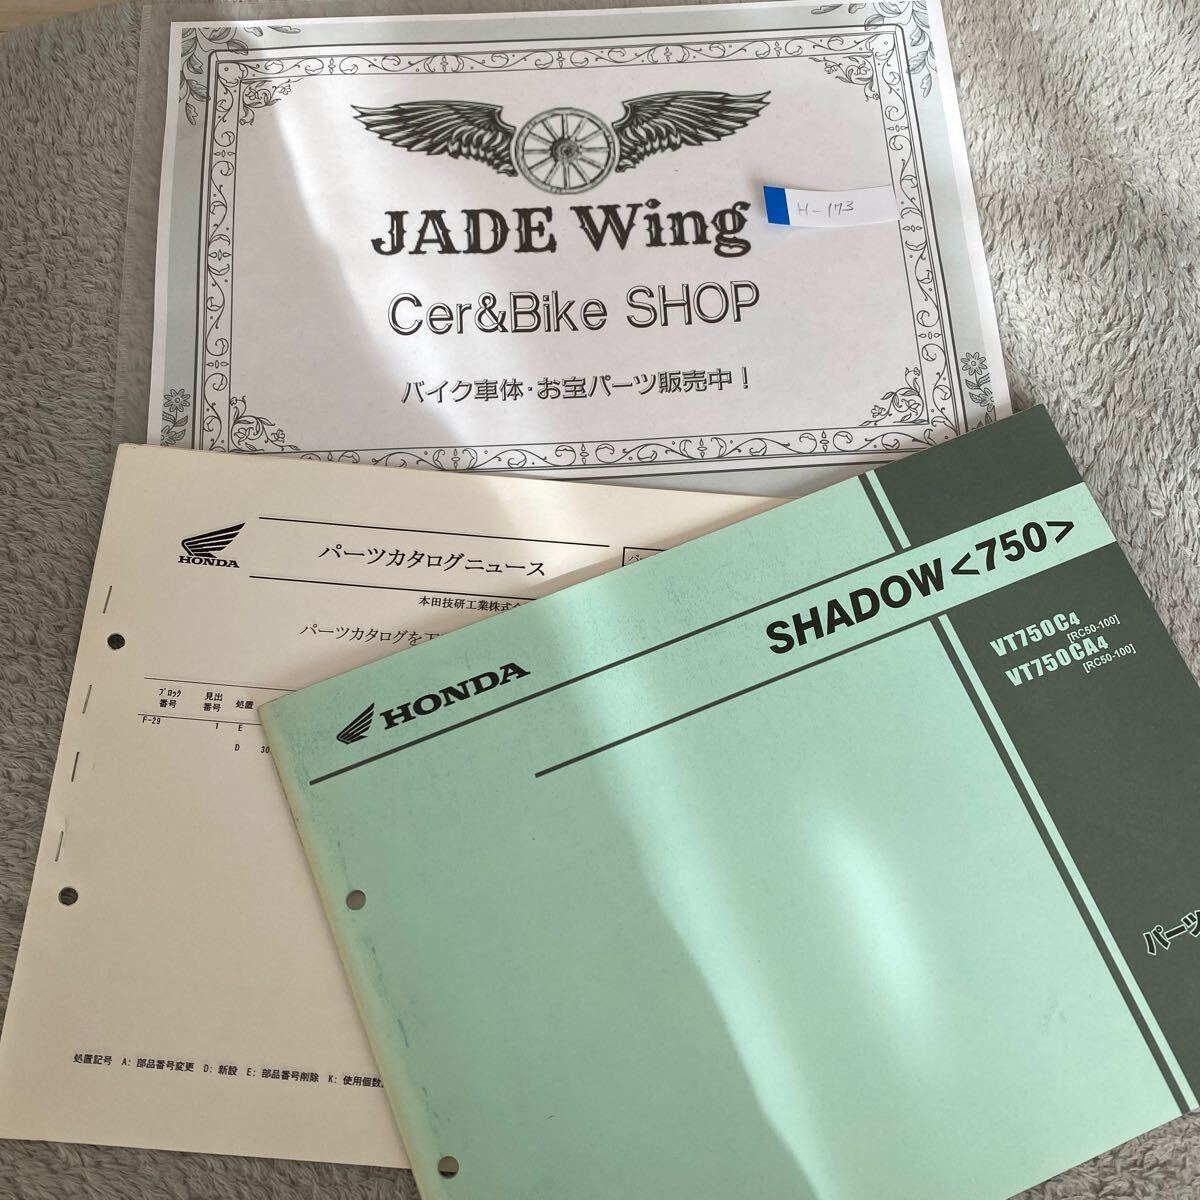 JADE Wing
H-173
Cer&Bike SHOP
バイク車体・お宝パーツ販売中！
HONDA
パーツカタログニュース
本田技研工業株式会
パーツカタログを下
ブロック番号 見出番号 処置
F-29 1 E
D 30
処置記号 A: 部品番号変更 D: 新設 E: 部品番号削除 K: 使用個数
HONDA
SHADOW<750>
VT750C4
[RC50-100]
VT750CA4
[RC50-100]
パーツ